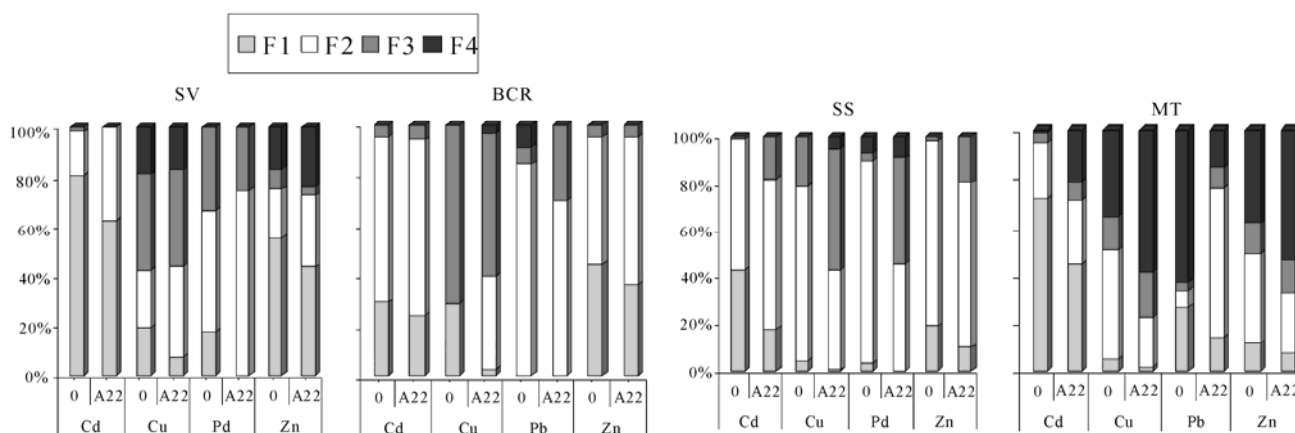 F1 F2 F3 F4
SV BCR SS MT
100%
80%
60%
40%
20%
0%
100%
80%
60%
40%
20%
0%
0 A22 0 A22 0 A22 0 A22
Cd Cu Pd Zn
0 A22 0 A22 0 A22 0 A22
Cd Cu Pb Zn
0 A22 0 A22 0 A22 0 A22
Cd Cu Pd Zn
0 A22 0 A22 0 A22 0 A22
Cd Cu Pb Zn